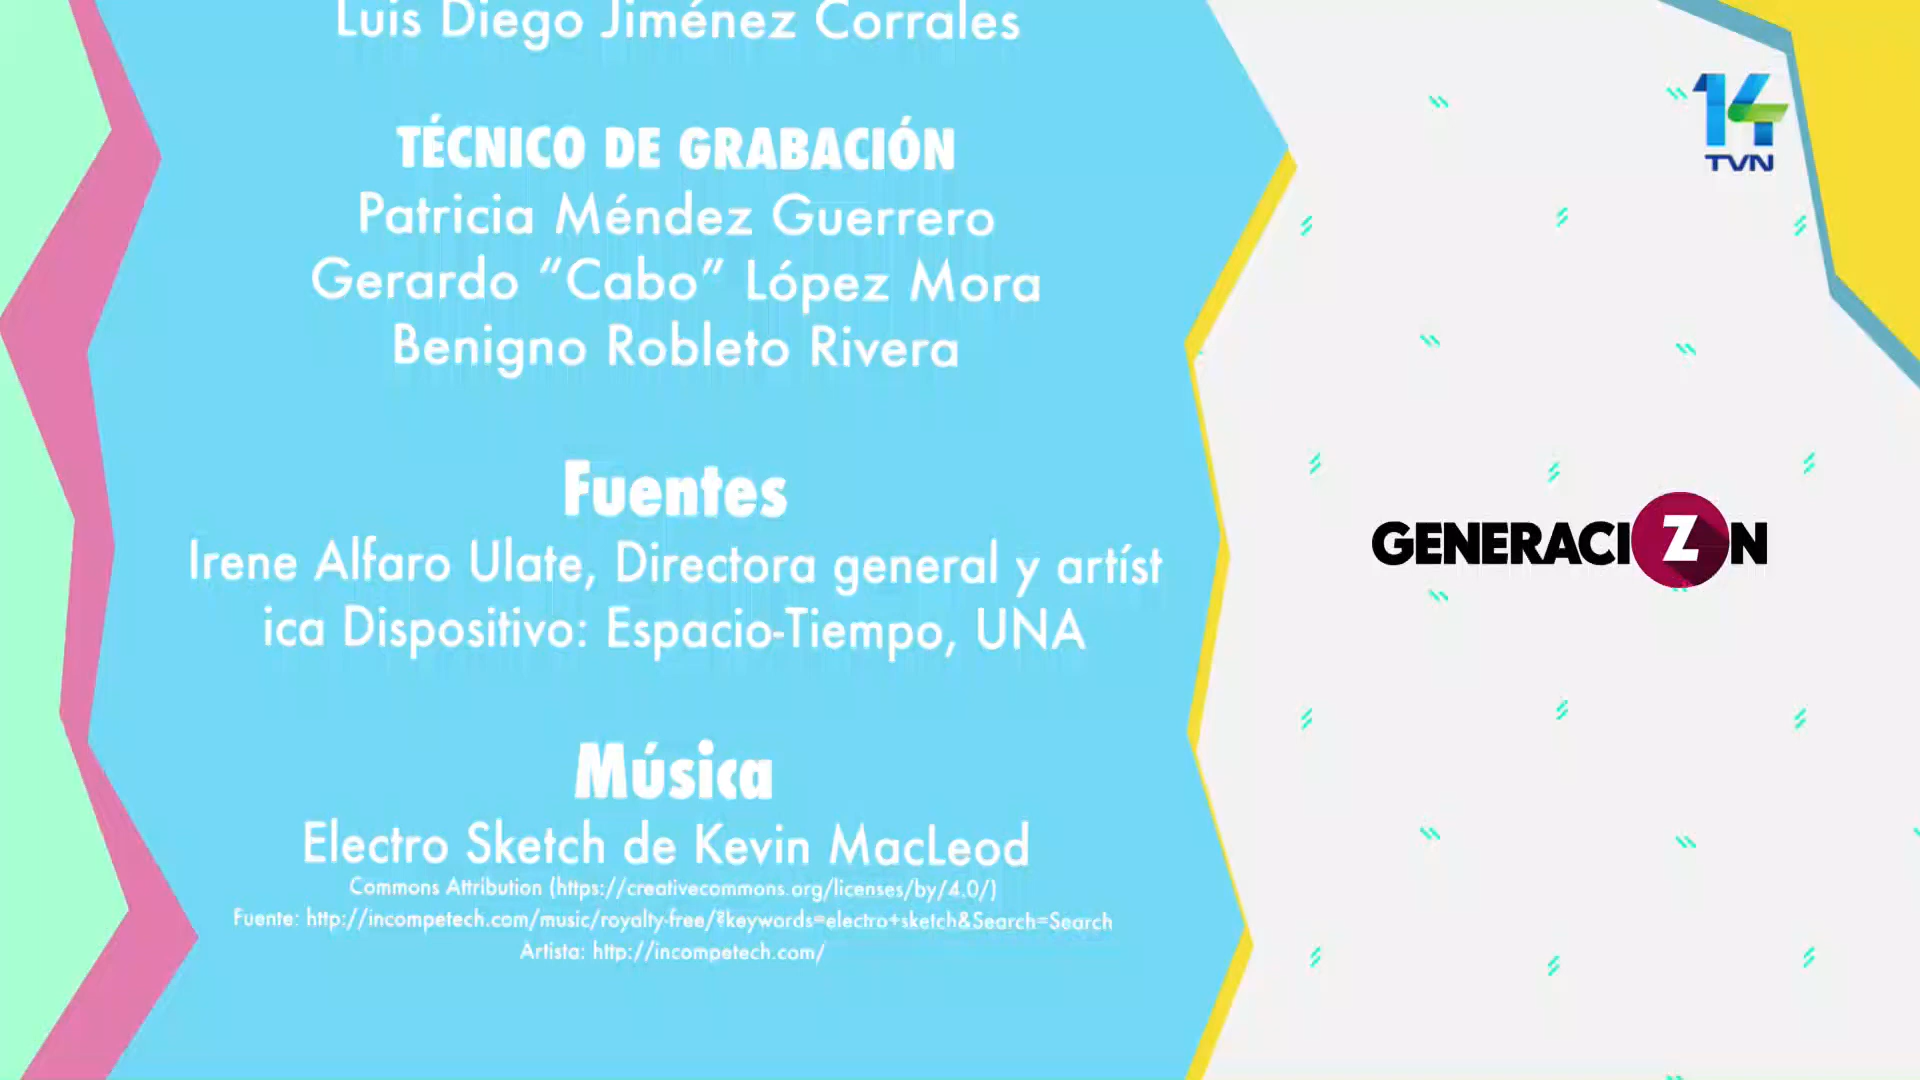 Luis Diego Jiménez Corrales
TÉCNICO DE GRABACIÓN
Patricia Méndez Guerrero
Gerardo “Cabo” López Mora
Benigno Robleto Rivera
Fuentes
Irene Alfaro Ulate, Directora general y artíst
ica Dispositivo: Espacio-Tiempo, UNA
Música
Electro Sketch de Kevin MacLeod
Commons Attribution (https://creativecommons.org/licenses/by/4.0/)
Fuente: http://incompetech.com/music/royalty-free/?keywords=electro+sketch&Search=Search
Artista: http://incompetech.com/
14
TVN
GENERACIZN